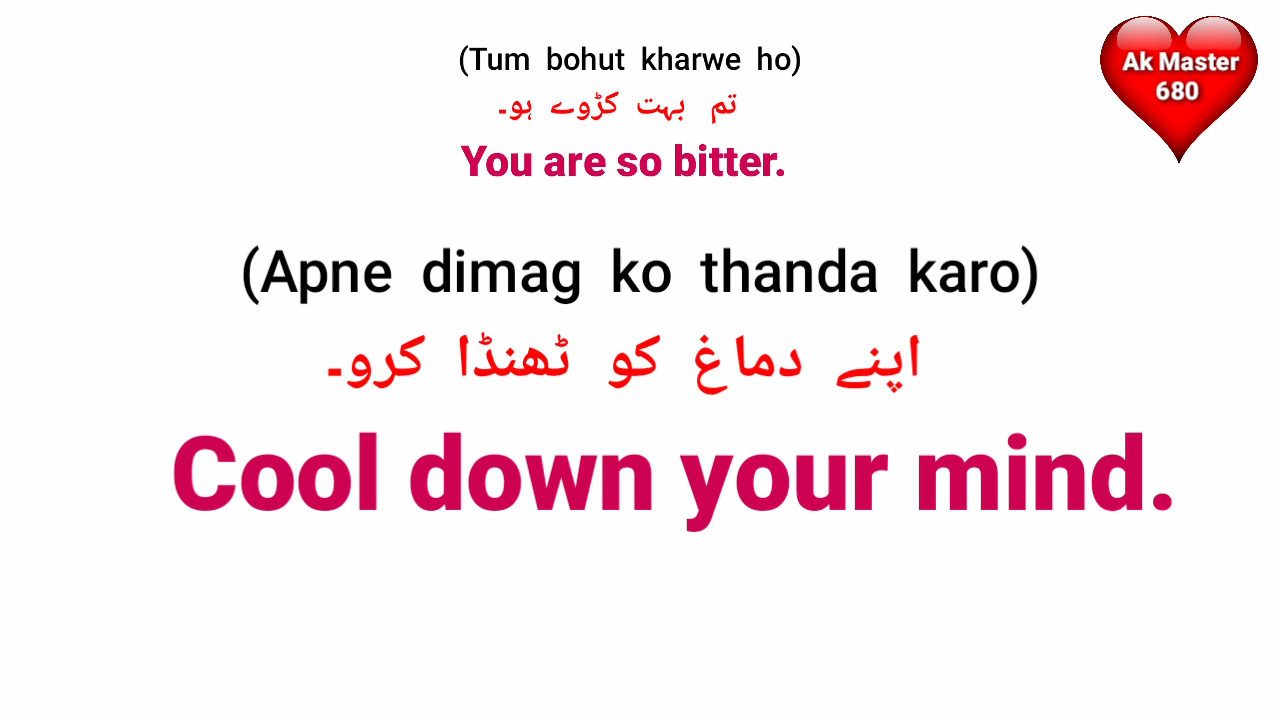 (Tum bohut kharwe ho)
تم بہت کڑوے ہو۔
You are so bitter.
(Apne dimag ko thanda karo)
اپنے دماغ کو ٹھنڈا کرو۔
Cool down your mind.
Ak Master
680